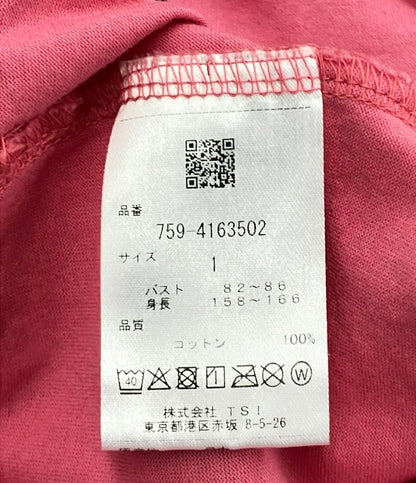 品番
759-4163502
サイズ
1
バスト 82～86
身長 158～166
品質
コットン 100%
40 1 W
株式会社 TSI
東京都港区赤坂 8-5-26